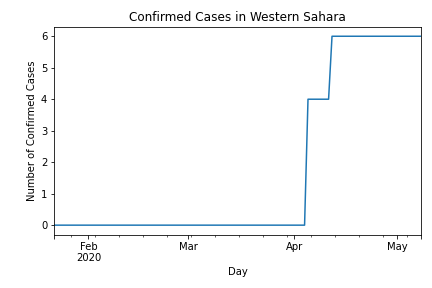 Confirmed Cases in Western Sahara
Number of Confirmed Cases
6
5
4
3
2
1
0
Feb
2020
Mar
Apr
May
Day